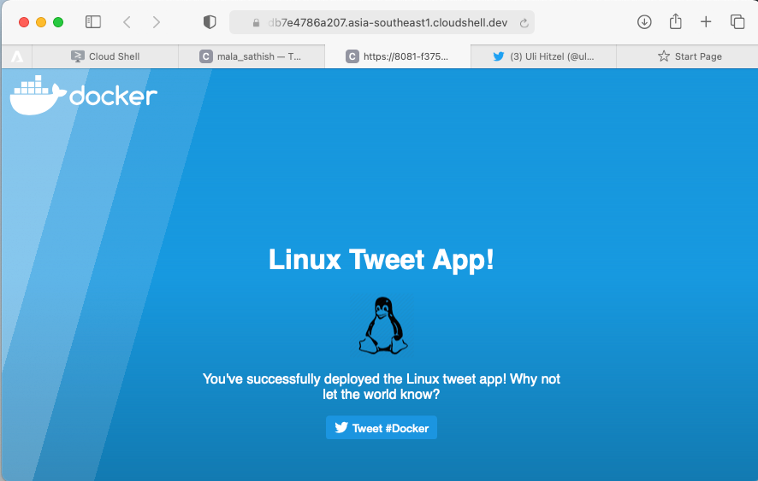 db7e4786a207.asia-southeast1.cloudshell.dev
Cloud Shell
mala_sathish — T...
https://8081-f375...
(3) Uli Hitzel (@ul...
Start Page
docker
Linux Tweet App!
You've successfully deployed the Linux tweet app! Why not
let the world know?
Tweet #Docker